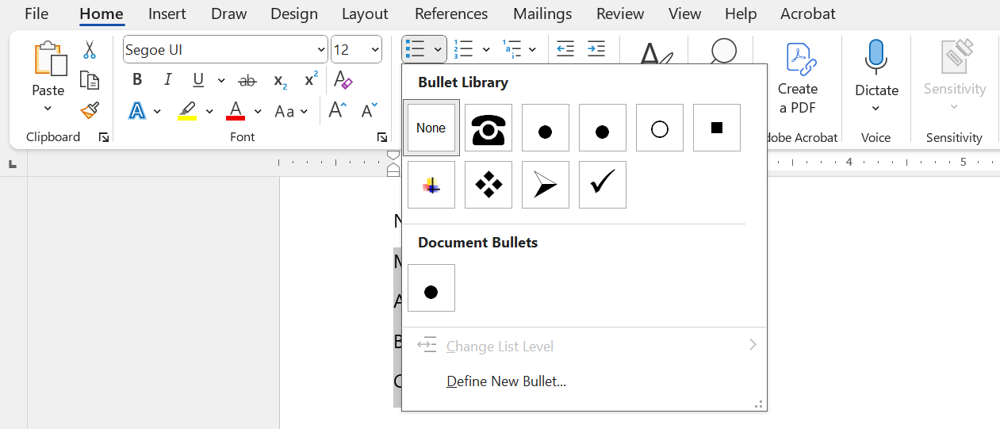 File Home Insert Draw Design Layout References Mailings Review View Help Acrobat
Segoe UI 12
Paste
B I U ab x2 x2 A
A A Aa A A
Clipboard Font
Bullet Library
None
Document Bullets
Change List Level
Define New Bullet...
Create
a PDF
dobe Acrobat
Dictate
Voice
Sensitivity
Sensitivity
4 5
A
B